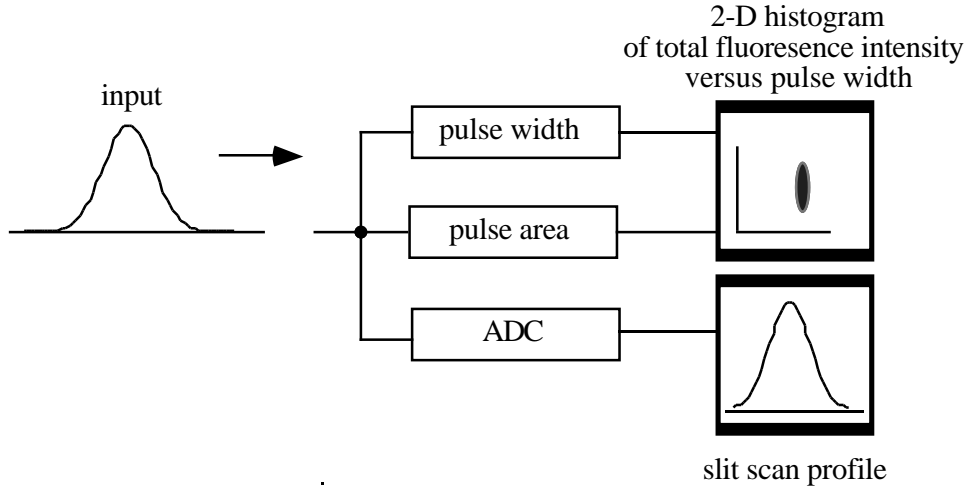 2-D histogram
of total fluoresence intensity
versus pulse width
input
pulse width
pulse area
ADC
slit scan profile